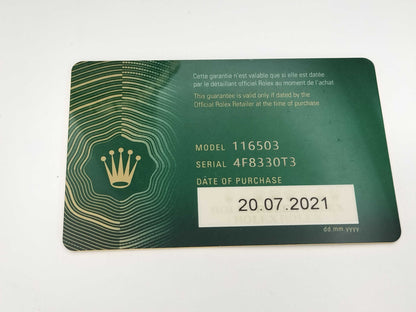 Cette garantie n'est valable que si elle est datée
par le détaillant officiel Rolex au moment de l'achat
This guarantee is valid only if dated by the
Official Rolex Retailer at the time of purchase
MODEL 116503
SERIAL 4F8330T3
DATE OF PURCHASE
20.07.2021
dd.mm.yyyy